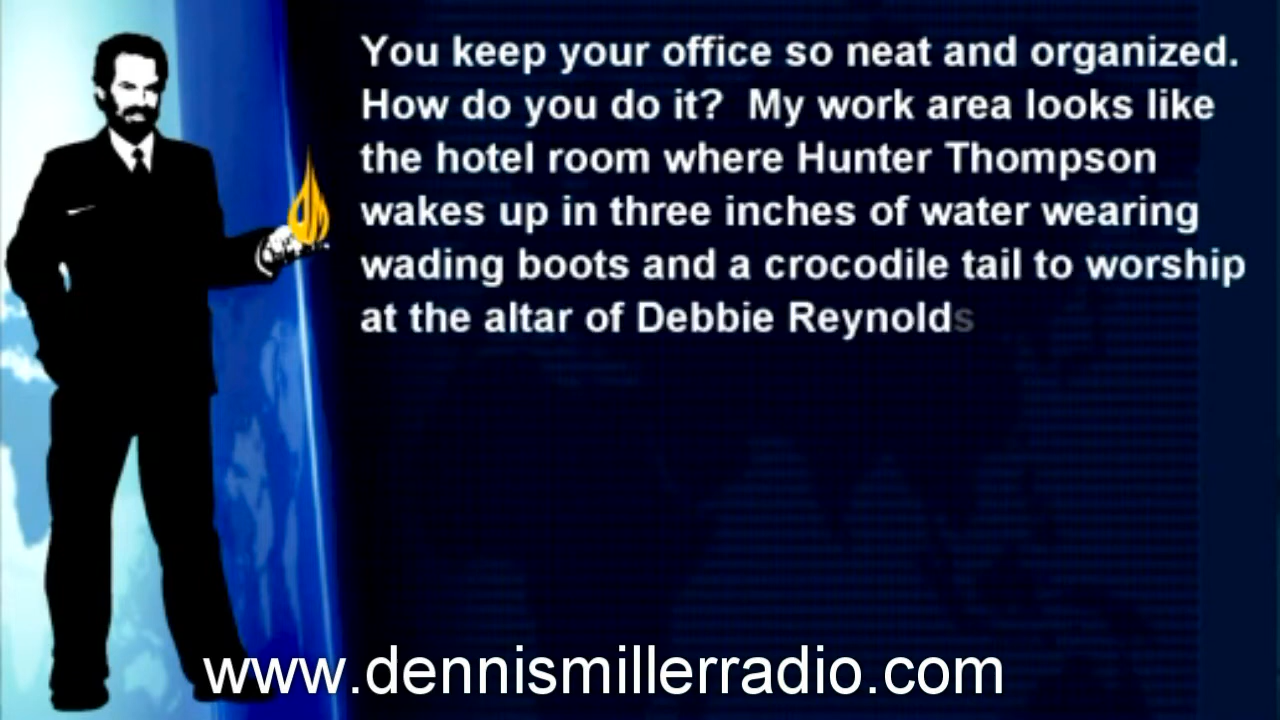 You keep your office so neat and organized.
How do you do it? My work area looks like
the hotel room where Hunter Thompson
wakes up in three inches of water wearing
wading boots and a crocodile tail to worship
at the altar of Debbie Reynolds
DM
www.dennismillerradio.com